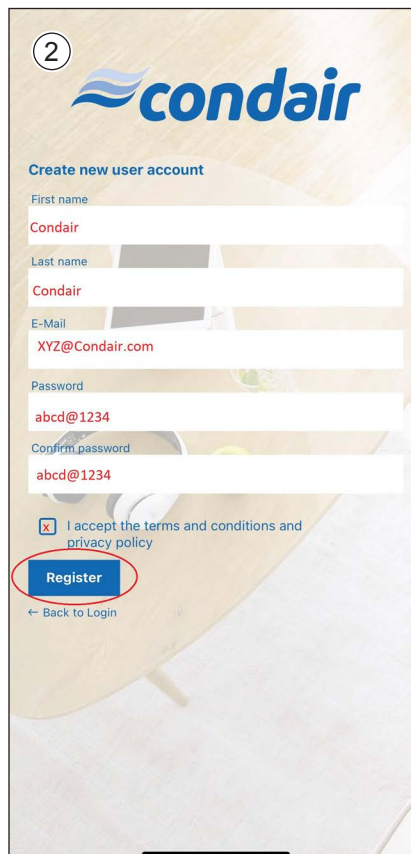 2
condair
Create new user account
First name
Condair
Last name
Condair
E-Mail
XYZ@Condair.com
Password
abcd@1234
Confirm password
abcd@1234
x I accept the terms and conditions and
privacy policy
Register
← Back to Login